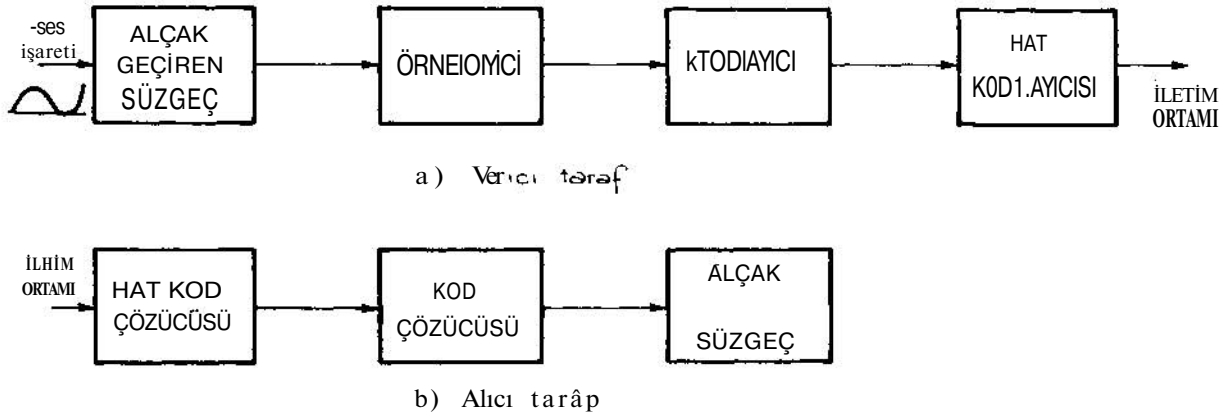 -ses
işareti
ALÇAK
GEÇİREN
SÜZGEÇ
ÖRNEIOMİCİ
kTODIAYICI
HAT
K0D1.AYICISI
İLETİM
ORTAMI
a) Verıcı taraf
İLHİM
ORTAMI
HAT KOD
ÇÖZÜCÜSÜ
KOD
ÇÖZÜCÜSÜ
ALÇAK
SÜZGEÇ
b) Alıcı tarâp